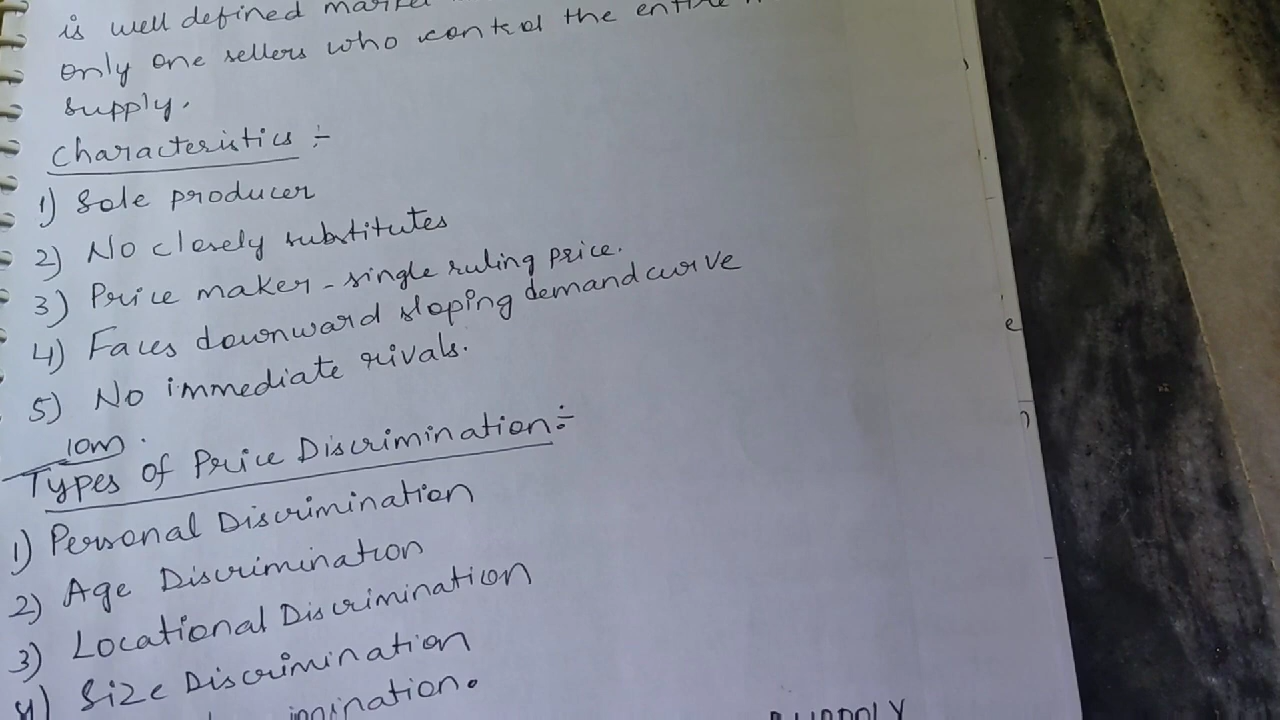 is well defined market
only one sellers who control the entire
supply.
Characteristics :-
1) Sole producer
2) No closely substitutes
3) Price maker - single ruling price.
4) Faces downward sloping demand curve
5) No immediate rivals.
10m.
Types of Price Discrimination :-
1) Personal Discrimination
2) Age Discrimination
3) Locational Discrimination
4) Size Discrimination